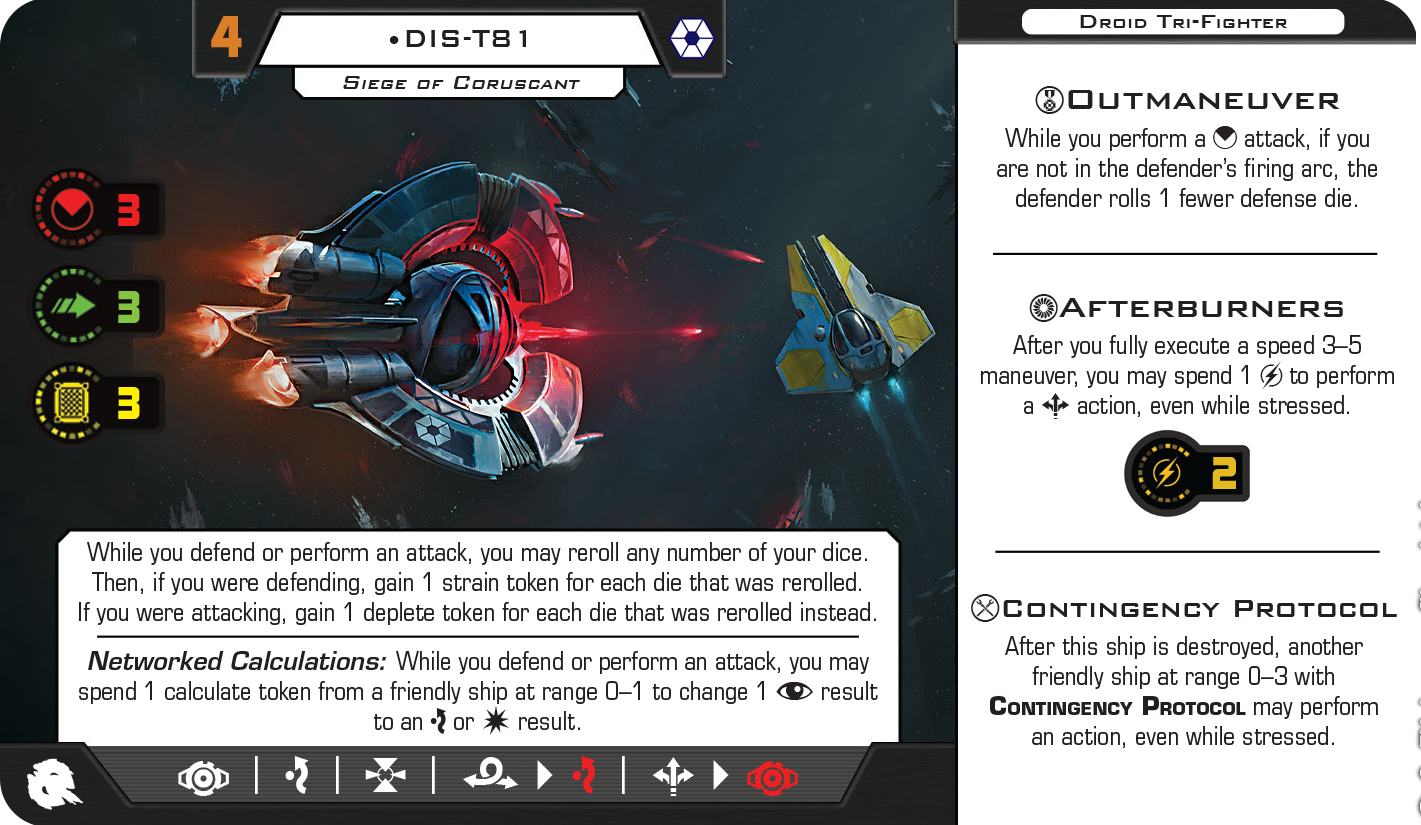 4
•DIS-T81
Siege of Coruscant
3
3
3
While you defend or perform an attack, you may reroll any number of your dice.
Then, if you were defending, gain 1 strain token for each die that was rerolled.
If you were attacking, gain 1 deplete token for each die that was rerolled instead.
Networked Calculations: While you defend or perform an attack, you may
spend 1 calculate token from a friendly ship at range 0–1 to change 1 result
to an or result.
Droid Tri-Fighter
Outmaneuver
While you perform a attack, if you
are not in the defender's firing arc, the
defender rolls 1 fewer defense die.
Afterburners
After you fully execute a speed 3–5
maneuver, you may spend 1 to perform
a action, even while stressed.
2
Contingency Protocol
After this ship is destroyed, another
friendly ship at range 0–3 with
Contingency Protocol may perform
an action, even while stressed.